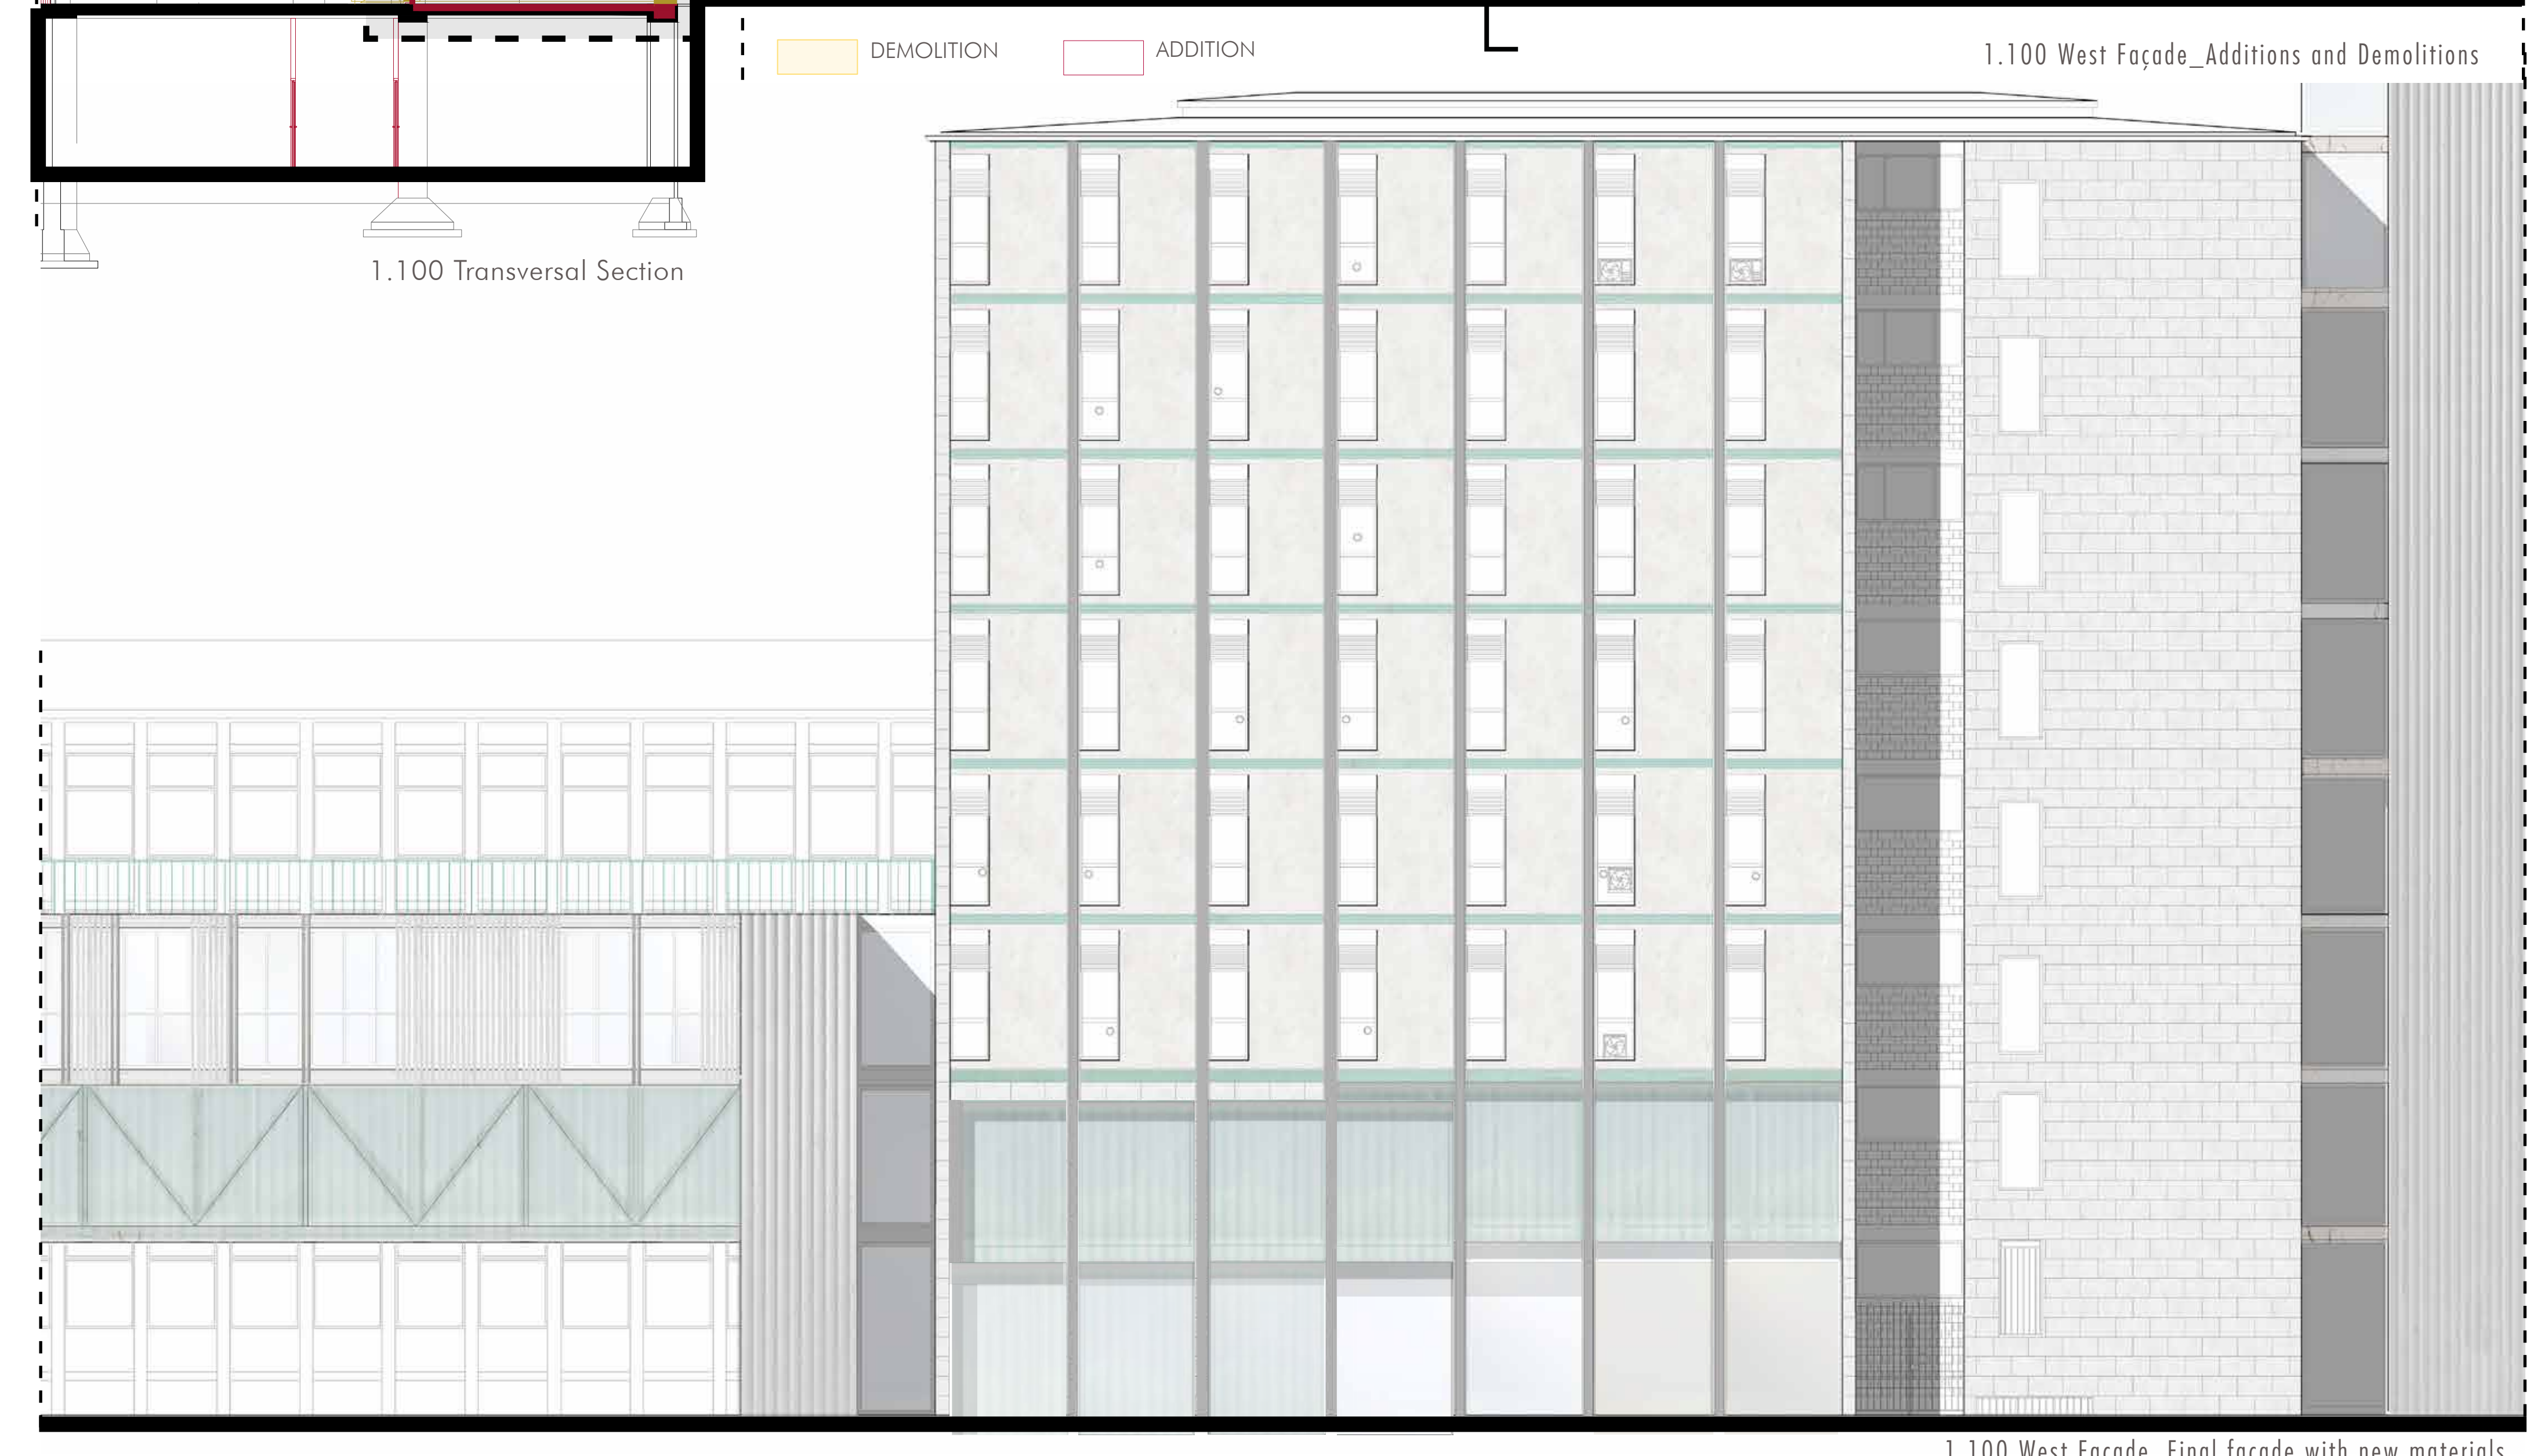 DEMOLITION
ADDITION
1.100 West Façade_Additions and Demolitions
1.100 Transversal Section
1.100 West Façade_Final façade with new materials